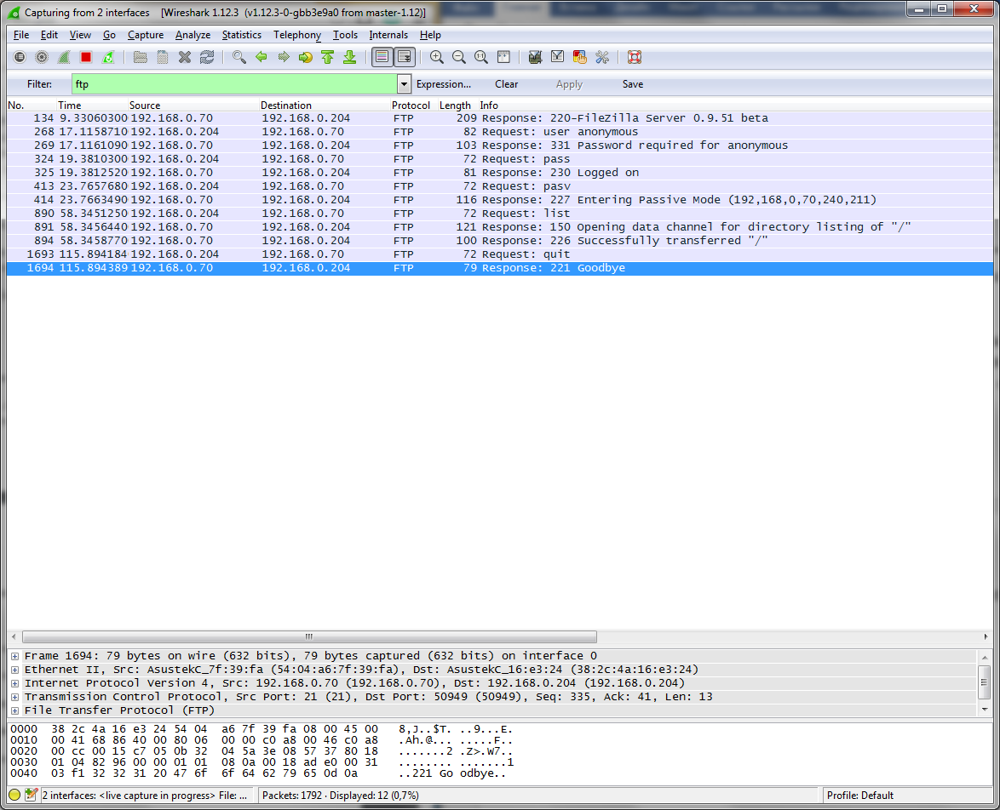 Capturing from 2 interfaces [Wireshark 1.12.3 (v1.12.3-0-gbb3e9a0 from master-1.12)]
File Edit View Go Capture Analyze Statistics Telephony Tools Internals Help
Filter: ftp Expression... Clear Apply Save
No. Time Source Destination Protocol Length Info
134 9.33060300 192.168.0.70 192.168.0.204 FTP 209 Response: 220-FileZilla Server 0.9.51 beta
268 17.1158710 192.168.0.204 192.168.0.70 FTP 82 Request: user anonymous
269 17.1161090 192.168.0.70 192.168.0.204 FTP 103 Response: 331 Password required for anonymous
324 19.3810300 192.168.0.204 192.168.0.70 FTP 72 Request: pass
325 19.3812520 192.168.0.70 192.168.0.204 FTP 81 Response: 230 Logged on
413 23.7657680 192.168.0.204 192.168.0.70 FTP 72 Request: pasv
414 23.7663490 192.168.0.70 192.168.0.204 FTP 116 Response: 227 Entering Passive Mode (192,168,0,70,240,211)
890 58.3451250 192.168.0.204 192.168.0.70 FTP 72 Request: list
891 58.3456440 192.168.0.70 192.168.0.204 FTP 121 Response: 150 Opening data channel for directory listing of "/"
894 58.3458770 192.168.0.70 192.168.0.204 FTP 100 Response: 226 Successfully transferred "/"
1693 115.894184 192.168.0.204 192.168.0.70 FTP 72 Request: quit
1694 115.894389 192.168.0.70 192.168.0.204 FTP 79 Response: 221 Goodbye
Frame 1694: 79 bytes on wire (632 bits), 79 bytes captured (632 bits) on interface 0
Ethernet II, Src: AsustekC_7f:39:fa (54:04:a6:7f:39:fa), Dst: AsustekC_16:e3:24 (38:2c:4a:16:e3:24)
Internet Protocol Version 4, Src: 192.168.0.70 (192.168.0.70), Dst: 192.168.0.204 (192.168.0.204)
Transmission Control Protocol, Src Port: 21 (21), Dst Port: 50949 (50949), Seq: 335, Ack: 41, Len: 13
File Transfer Protocol (FTP)
0000 38 2c 4a 16 e3 24 54 04 a6 7f 39 fa 08 00 45 00 8,J..$T. ..9...E.
0010 00 41 68 86 40 00 80 06 00 00 c0 a8 00 46 c0 a8 .Ah.@... .....F..
0020 00 cc 00 15 c7 05 0b 32 04 5a 3e 08 57 37 80 18 .......2 .Z>.W7..
0030 01 04 82 96 00 00 01 01 08 0a 00 18 ad e0 00 31 ........ .......1
0040 03 f1 32 32 31 20 47 6f 6f 64 62 79 65 0d 0a ..221 Go odbye..
2 interfaces: <live capture in progress> File: ... Packets: 1792 · Displayed: 12 (0,7%) Profile: Default